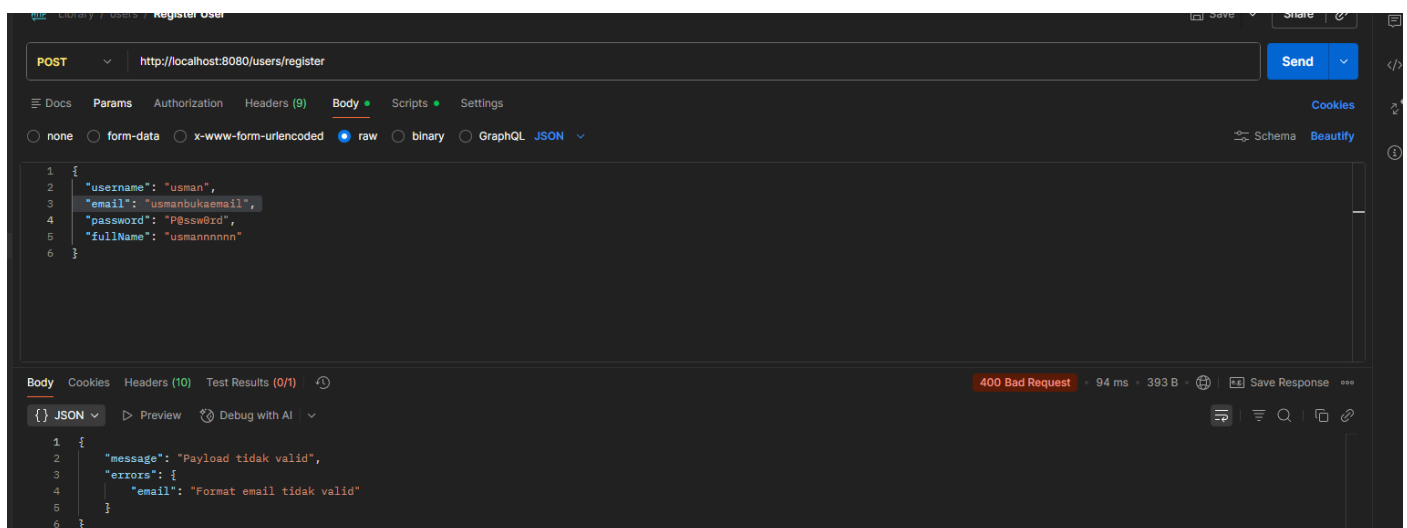 Library / Users / Register User
Save
Share
POST http://localhost:8080/users/register Send
Docs Params Authorization Headers (9) Body Scripts Settings Cookies
none form-data x-www-form-urlencoded raw binary GraphQL JSON Schema Beautify
1 {
2 "username": "usman",
3 "email": "usmanbukaemail",
4 "password": "P@ssw0rd",
5 "fullName": "usmannnnnn"
6 }
Body Cookies Headers (10) Test Results (0/1) 400 Bad Request 94 ms 393 B Save Response
{} JSON Preview Debug with AI
1 {
2 "message": "Payload tidak valid",
3 "errors": {
4 "email": "Format email tidak valid"
5 }
6 }